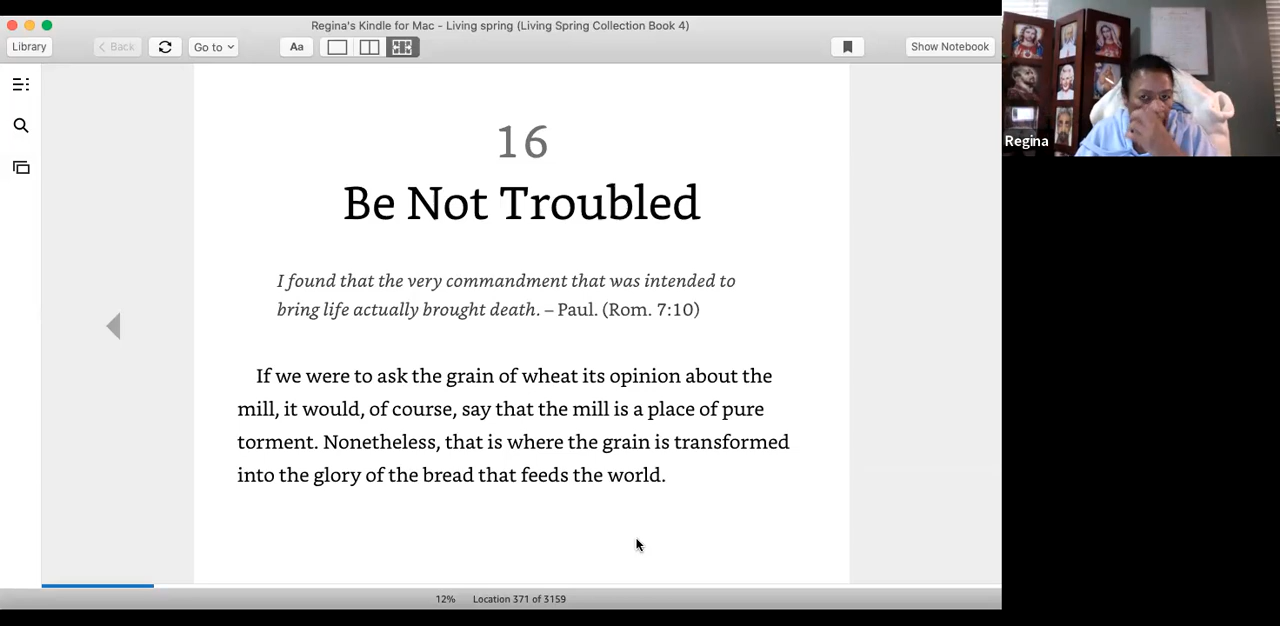 Regina's Kindle for Mac - Living spring (Living Spring Collection Book 4)
Library
Back
Go to
Aa
Show Notebook
Regina
16
Be Not Troubled
I found that the very commandment that was intended to
bring life actually brought death. – Paul. (Rom. 7:10)
If we were to ask the grain of wheat its opinion about the
mill, it would, of course, say that the mill is a place of pure
torment. Nonetheless, that is where the grain is transformed
into the glory of the bread that feeds the world.
12% Location 371 of 3159